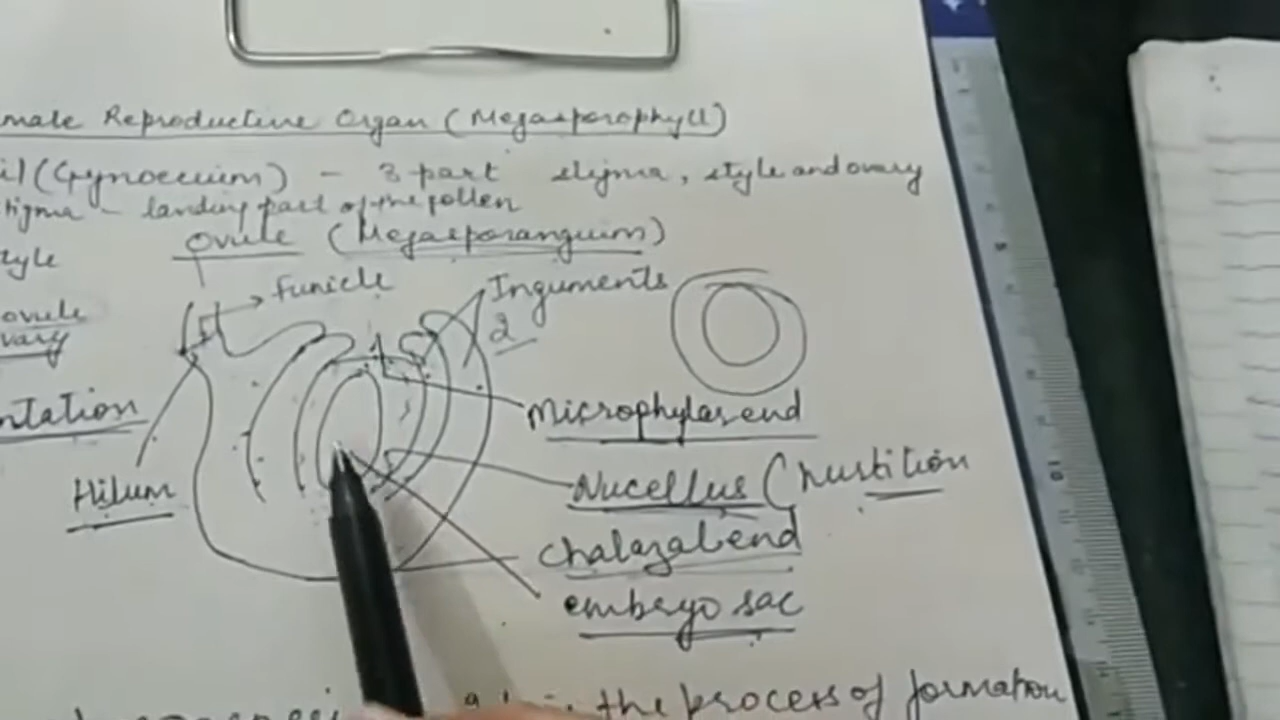 male Reproductive Organ (Megasporophyll)
il (Gynoecium) - 3 part stigma, style and ovary
tigma - landing part of the pollen
tyle
Ovule (Megasporangium)
Funicle
Inguments
2
ovule
vary
Microphylar end
ntation
Hilum
Nucellus (nutition
Chalazal end
embryo sac
the process of formation
10